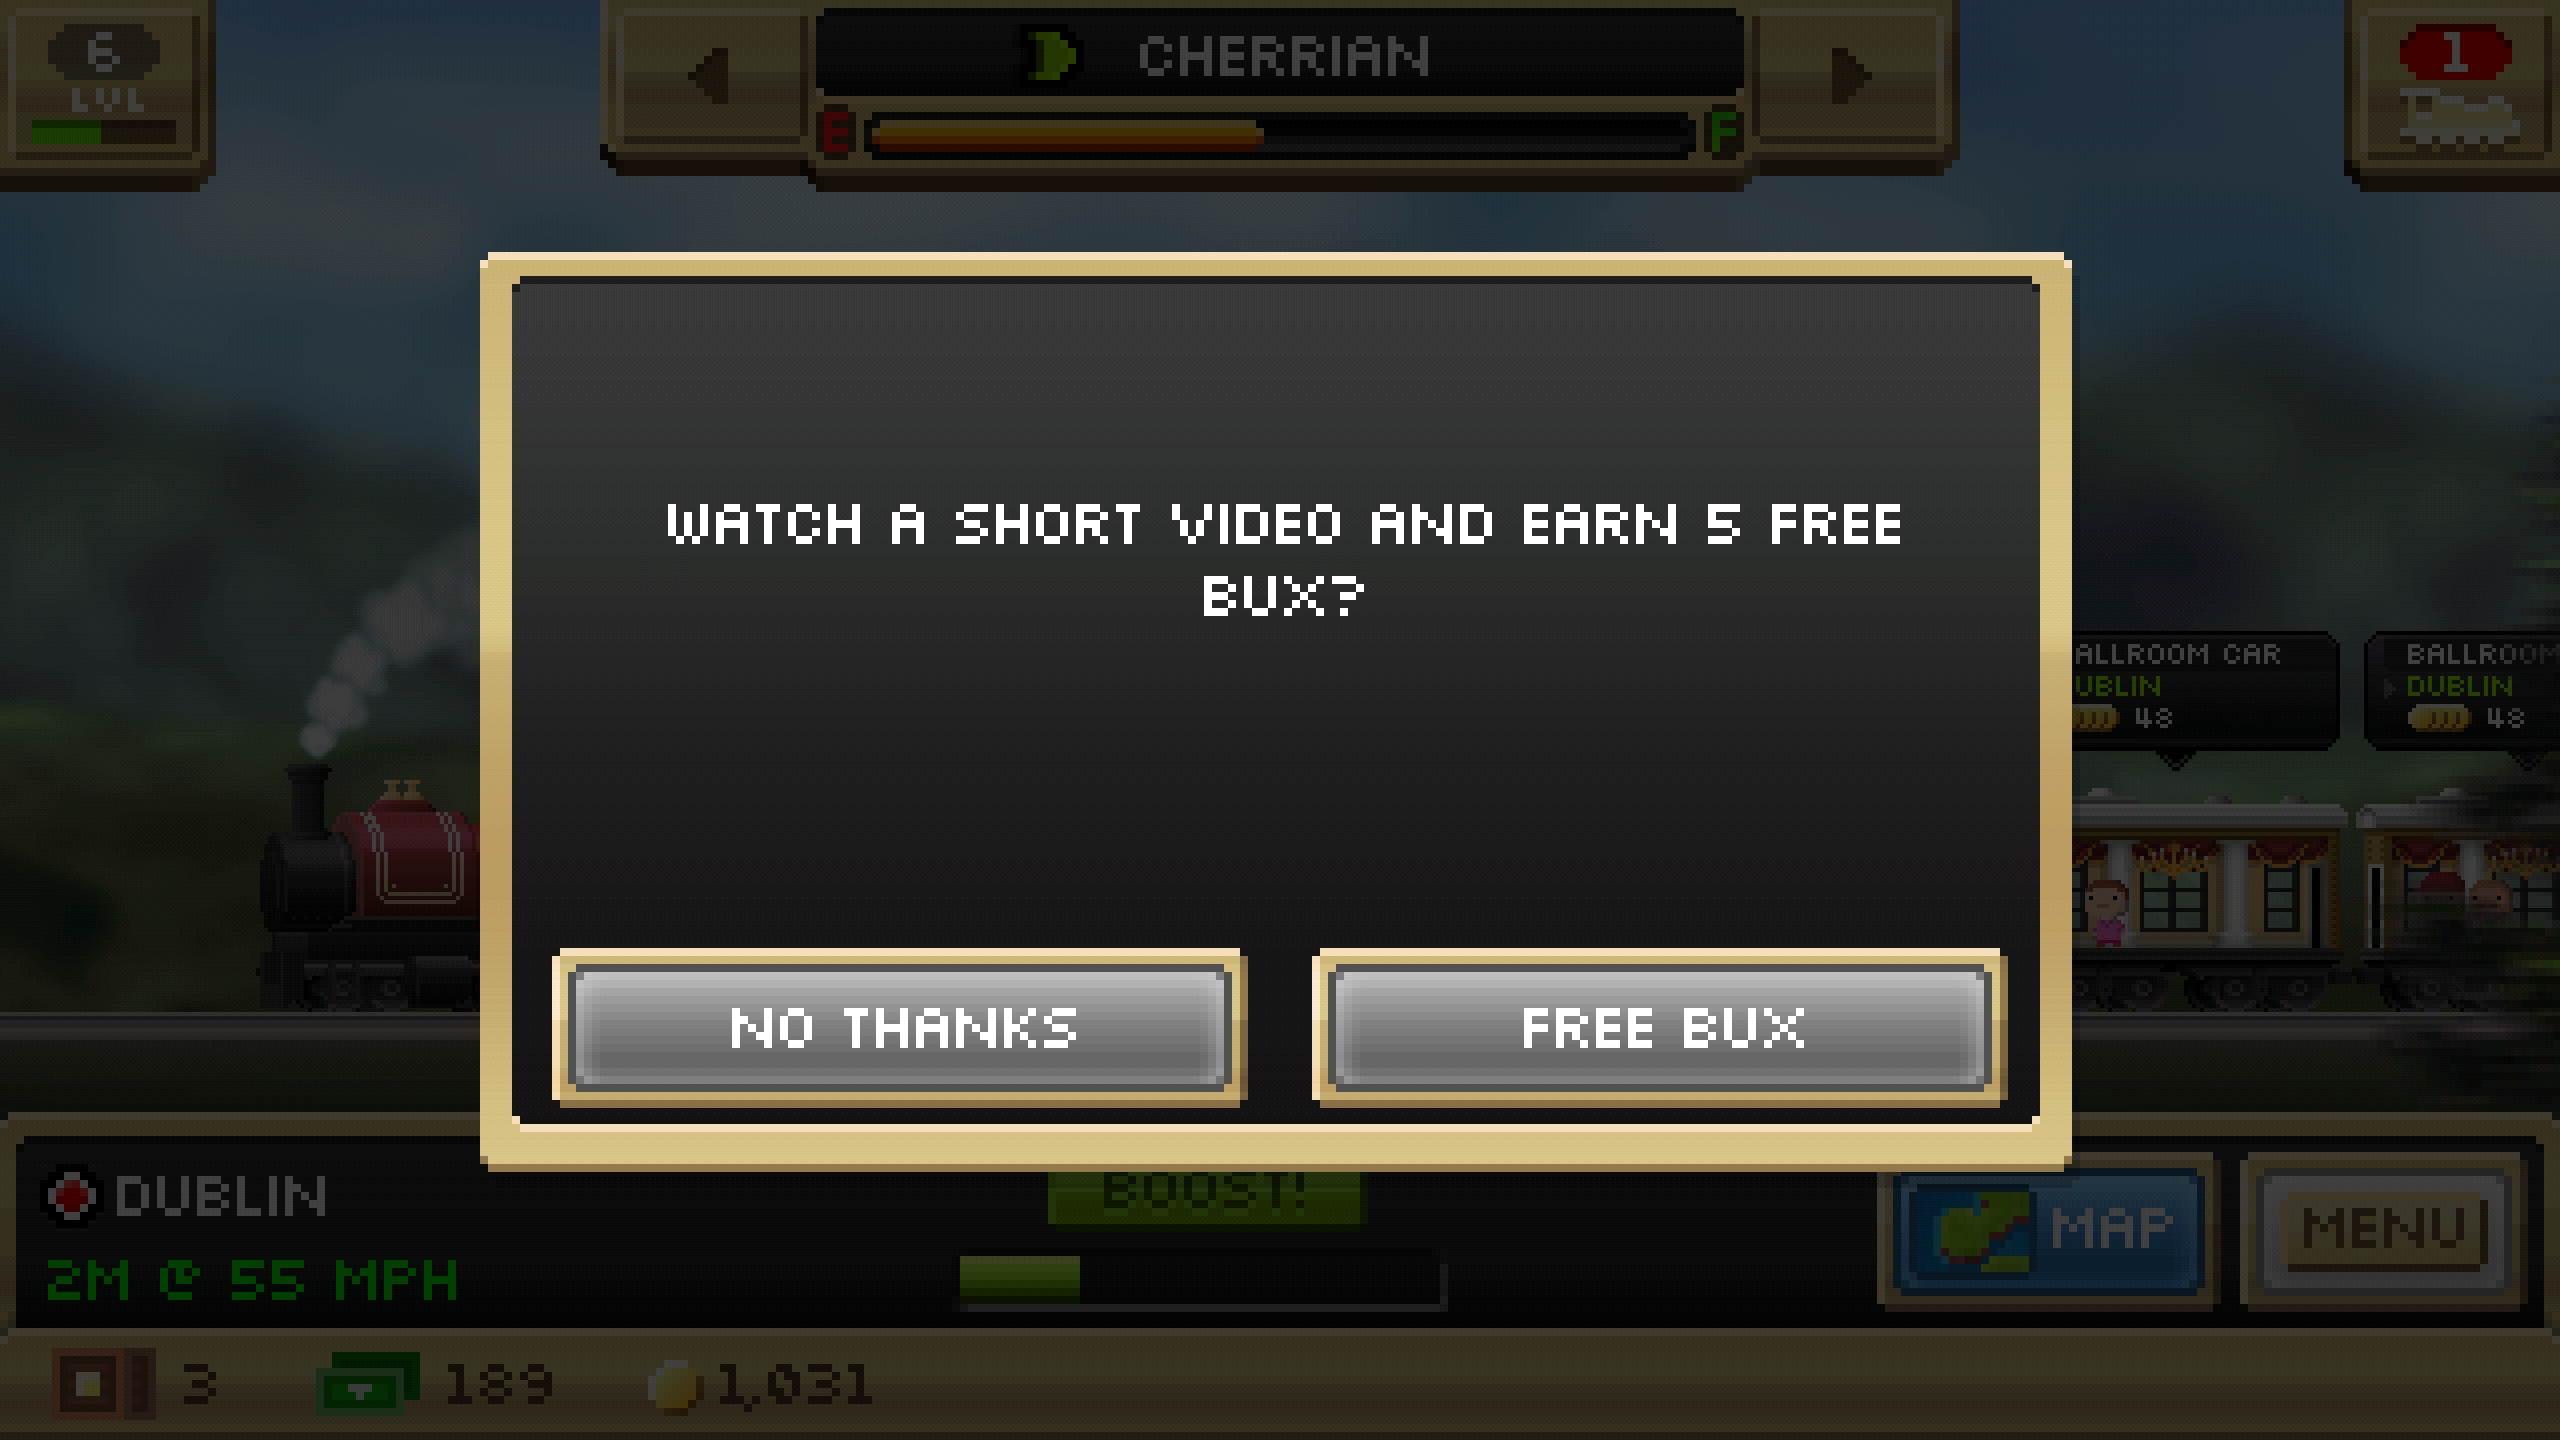 6
LVL
CHERRIAN
E F
1
WATCH A SHORT VIDEO AND EARN 5 FREE
BUX?
ALLROOM CAR
UBLIN
48
BALLROOM
DUBLIN
48
NO THANKS
FREE BUX
DUBLIN
2M @ 55 MPH
BOOST!
MAP
MENU
3
189
1,031